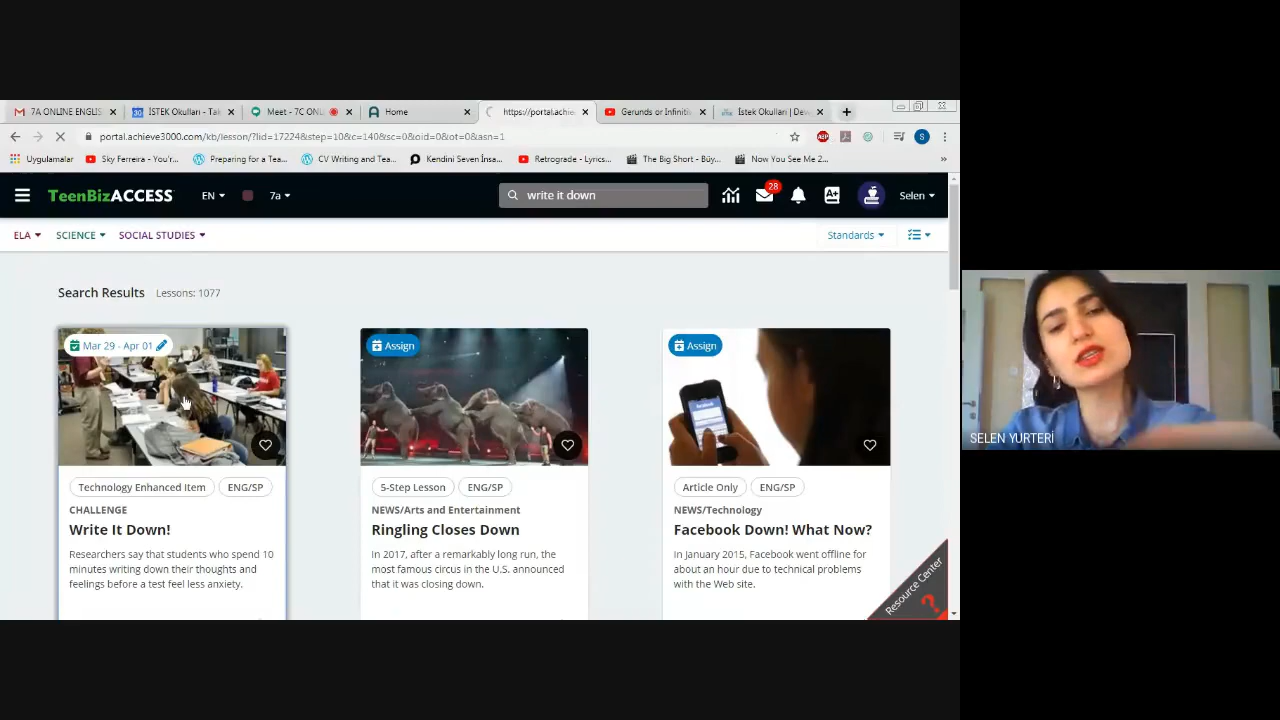 7A ONLINE ENGLIS
İSTEK Okulları - Tak
Meet - 7C ONL
Home
https://portal.achie
Gerunds or Infiniti
İstek Okulları | Dev
portal.achieve3000.com/kb/lesson/?lid=17224&step=10&c=140&sc=0&oid=0&ot=0&asn=1
Uygulamalar
Sky Ferreira - You'r...
Preparing for a Tea...
CV Writing and Tea...
Kendini Seven İnsa...
Retrograde - Lyrics...
The Big Short - Büy...
Now You See Me 2...
TeenBizACCESS
EN
7a
write it down
28
Selen
ELA
SCIENCE
SOCIAL STUDIES
Standards
Search Results Lessons: 1077
Mar 29 - Apr 01
Technology Enhanced Item ENG/SP
CHALLENGE
Write It Down!
Researchers say that students who spend 10
minutes writing down their thoughts and
feelings before a test feel less anxiety.
Assign
5-Step Lesson ENG/SP
NEWS/Arts and Entertainment
Ringling Closes Down
In 2017, after a remarkably long run, the
most famous circus in the U.S. announced
that it was closing down.
Assign
Article Only ENG/SP
NEWS/Technology
Facebook Down! What Now?
In January 2015, Facebook went offline for
about an hour due to technical problems
with the Web site.
Resource Center
SELEN YURTERİ